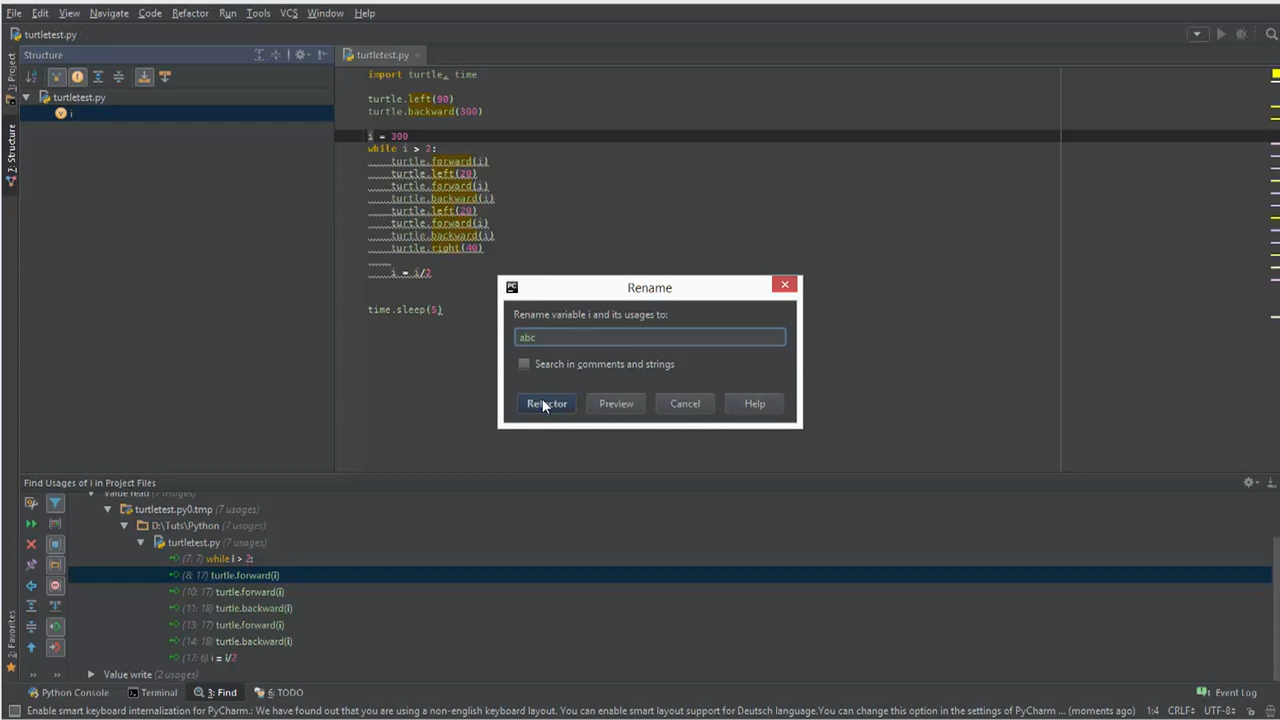 File Edit View Navigate Code Refactor Run Tools VCS Window Help
turtletest.py
Structure
turtletest.py
1: Project
turtletest.py
i
7: Structure
import turtle, time
turtle.left(90)
turtle.backward(300)
i = 300
while i > 2:
turtle.forward(i)
turtle.left(20)
turtle.forward(i)
turtle.backward(i)
turtle.left(20)
turtle.forward(i)
turtle.backward(i)
turtle.right(40)
i = i/2
time.sleep(5)
PC
Rename
Rename variable i and its usages to:
abc
Search in comments and strings
Refactor Preview Cancel Help
Find Usages of i in Project Files
Value read (7 usages)
turtletest.py0.tmp (7 usages)
D:\Tuts\Python (7 usages)
turtletest.py (7 usages)
(7: 7) while i > 2:
(8: 17) turtle.forward(i)
(10: 17) turtle.forward(i)
(11: 18) turtle.backward(i)
(13: 17) turtle.forward(i)
(14: 18) turtle.backward(i)
(17: 6) i = i/2
Value write (2 usages)
2: Favorites
Python Console Terminal 3: Find 6: TODO Event Log
Enable smart keyboard internalization for PyCharm.: We have found out that you are using a non-english keyboard layout. You can enable smart layout support for Deutsch language.You can change this option in the settings of PyCharm ... (moments ago) 1:4 CRLF÷ UTF-8÷